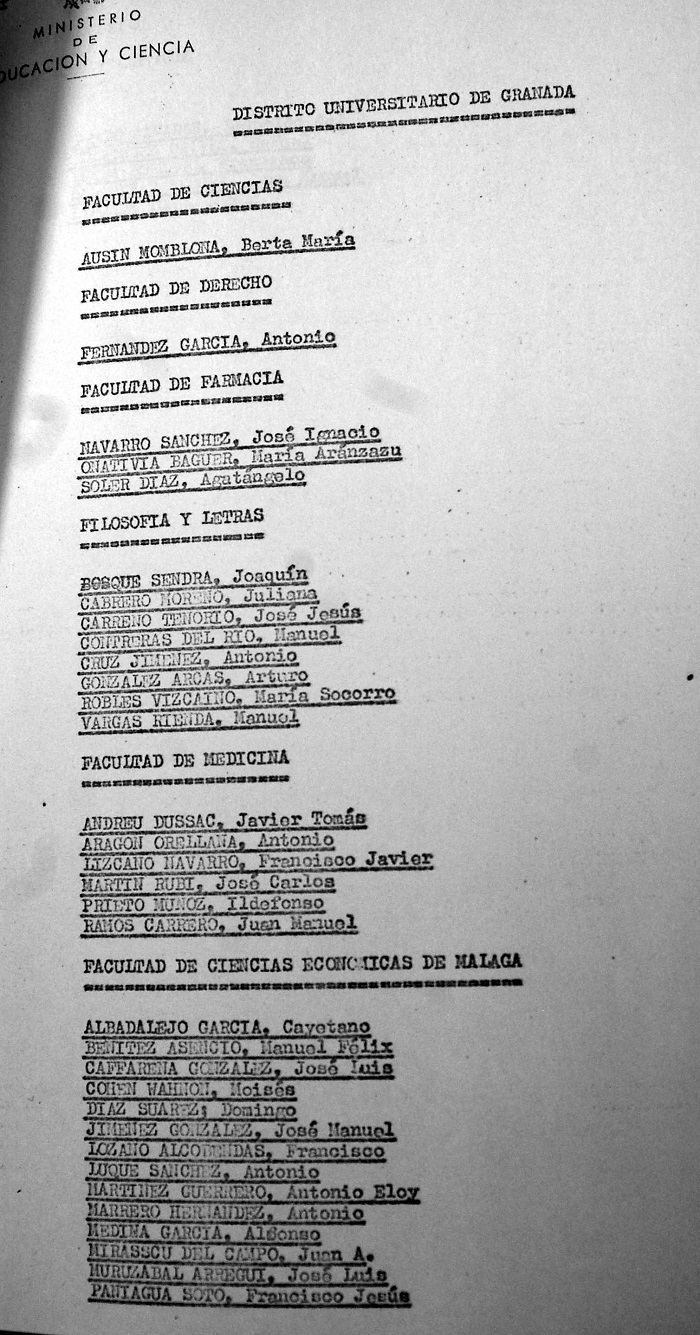 MINISTERIO
DE
EDUCACION Y CIENCIA
DISTRITO UNIVERSITARIO DE GRANADA
FACULTAD DE CIENCIAS
AUSIN MOMBLONA, Berta María
FACULTAD DE DERECHO
FERNANDEZ GARCIA, Antonio
FACULTAD DE FARMACIA
NAVARRO SANCHEZ, José Ignacio
ONATIVIA BAGUER, María Aránzazu
SOLER DIAZ, Agatángelo
FILOSOFIA Y LETRAS
BOSQUE SENDRA, Joaquín
CABRERO MORENO, Juliana
CARREÑO TENORIO, José Jesús
CONTRERAS DEL RIO, Manuel
CRUZ JIMENEZ, Antonio
GONZALEZ ARCAS, Arturo
ROBLES VIZCAINO, María Socorro
VARGAS RIENDA, Manuel
FACULTAD DE MEDICINA
ANDREU DUSSAC, Javier Tomás
ARAGON ORELLANA, Antonio
LIZCANO NAVARRO, Francisco Javier
MARTIN RUBI, José Carlos
PRIETO MUÑOZ, Ildefonso
RAMOS CARRERO, Juan Manuel
FACULTAD DE CIENCIAS ECONOMICAS DE MALAGA
ALBADALEJO GARCIA, Cayetano
BENITEZ ASENCIO, Manuel Félix
CAFFARENA GONZALEZ, José Luis
COHEN WAHNON, Moisés
DIAZ SUAREZ; Domingo
JIMENEZ GONZALEZ, José Manuel
LOZANO ALCOBENDAS, Francisco
LUQUE SANCHEZ, Antonio
MARTINEZ GUERRERO, Antonio Eloy
MARRERO HERNANDEZ, Antonio
MEDINA GARCIA, Alfonso
MIRASSCU DEL CAMPO, Juan A.
MURUZABAL ARREGUI, José Luis
PANIAGUA SOTO, Francisco Jesús